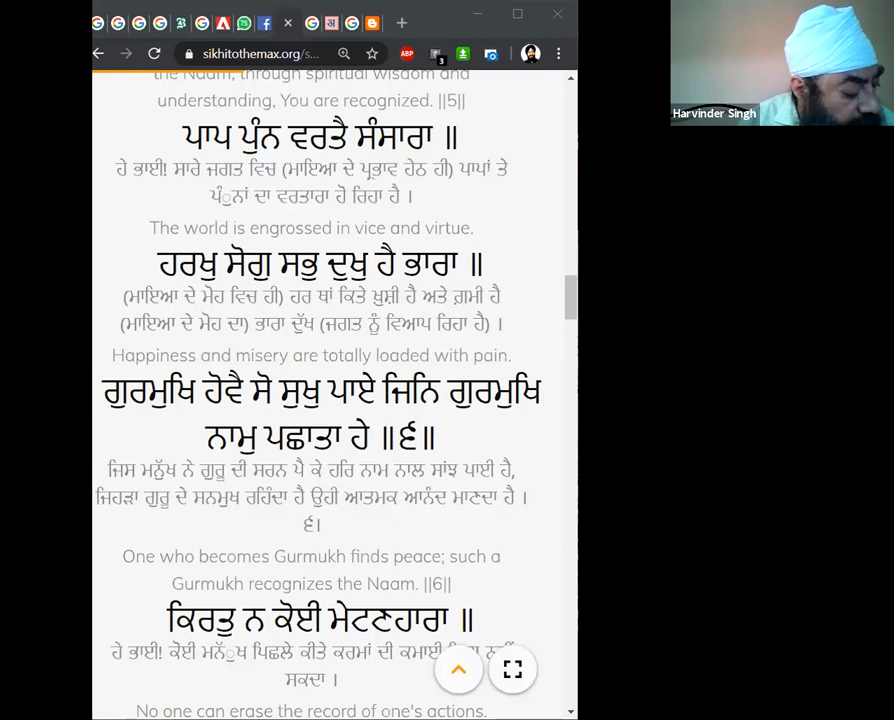 sikhitothemax.org/s...
ABP
3
75
अ
Harvinder Singh
the Naam, through spiritual wisdom and
understanding, You are recognized. ||5||
ਪਾਪ ਪੁੰਨ ਵਰਤੈ ਸੰਸਾਰਾ ॥
ਹੇ ਭਾਈ! ਸਾਰੇ ਜਗਤ ਵਿਚ (ਮਾਇਆ ਦੇ ਪ੍ਰਭਾਵ ਹੇਠ ਹੀ) ਪਾਪਾਂ ਤੇ
ਪੰੁਨਾਂ ਦਾ ਵਰਤਾਰਾ ਹੋ ਰਿਹਾ ਹੈ ।
The world is engrossed in vice and virtue.
ਹਰਖੁ ਸੋਗੁ ਸਭੁ ਦੁਖੁ ਹੈ ਭਾਰਾ ॥
(ਮਾਇਆ ਦੇ ਮੋਹ ਵਿਚ ਹੀ) ਹਰ ਥਾਂ ਕਿਤੇ ਖ਼ੁਸ਼ੀ ਹੈ ਅਤੇ ਗ਼ਮੀ ਹੈ
(ਮਾਇਆ ਦੇ ਮੋਹ ਦਾ) ਭਾਰਾ ਦੁੱਖ (ਜਗਤ ਨੂੰ ਵਿਆਪ ਰਿਹਾ ਹੈ) ।
Happiness and misery are totally loaded with pain.
ਗੁਰਮੁਖਿ ਹੋਵੈ ਸੋ ਸੁਖੁ ਪਾਏ ਜਿਨਿ ਗੁਰਮੁਖਿ
ਨਾਮੁ ਪਛਾਤਾ ਹੇ ॥੬॥
ਜਿਸ ਮਨੁੱਖ ਨੇ ਗੁਰੂ ਦੀ ਸਰਨ ਪੈ ਕੇ ਹਰਿ ਨਾਮ ਨਾਲ ਸਾਂਝ ਪਾਈ ਹੈ,
ਜਿਹੜਾ ਗੁਰੂ ਦੇ ਸਨਮੁਖ ਰਹਿੰਦਾ ਹੈ ਉਹੀ ਆਤਮਕ ਆਨੰਦ ਮਾਣਦਾ ਹੈ ।
੬।
One who becomes Gurmukh finds peace; such a
Gurmukh recognizes the Naam. ||6||
ਕਿਰਤੁ ਨ ਕੋਈ ਮੇਟਣਹਾਰਾ ॥
ਹੇ ਭਾਈ! ਕੋਈ ਮਨੱੁਖ ਪਿਛਲੇ ਕੀਤੇ ਕਰਮਾਂ ਦੀ ਕਮਾਈ
ਸਕਦਾ ।
No one can erase the record of one's actions.